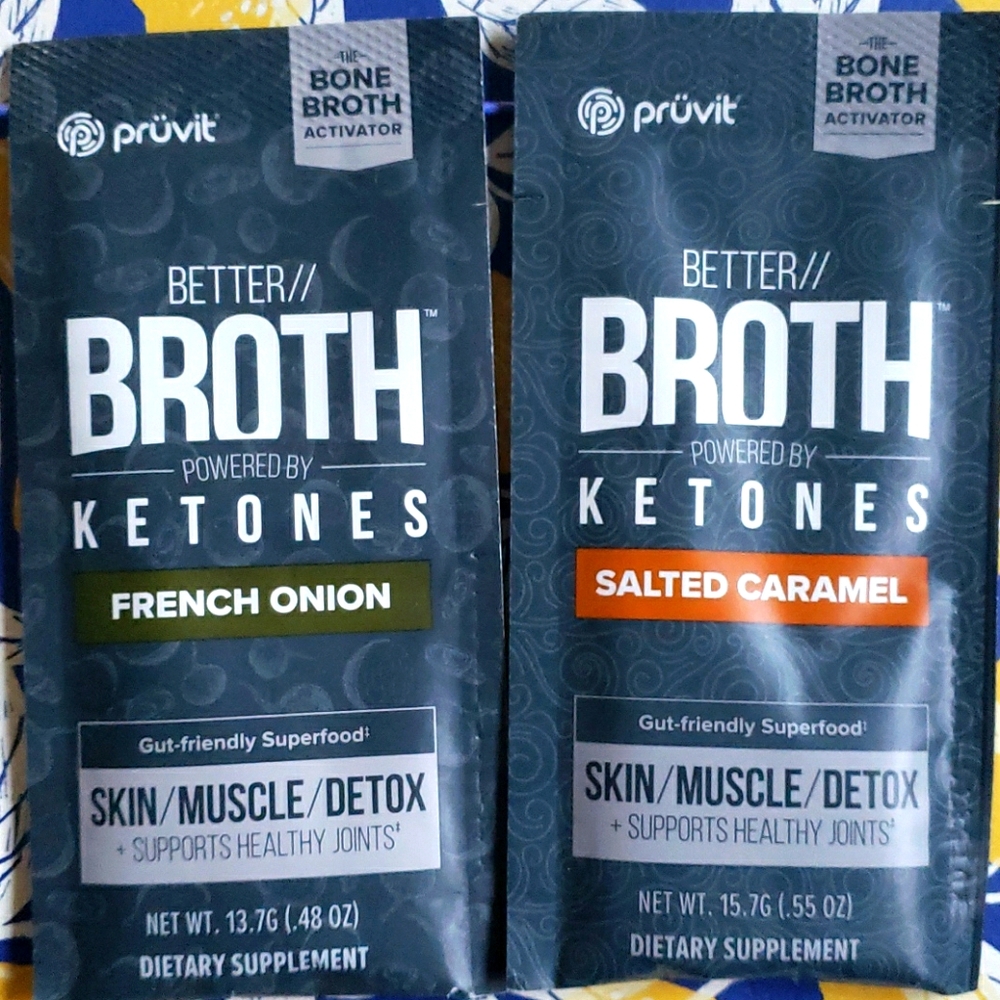 prüvit
THE
BONE
BROTH
ACTIVATOR
BETTER//
BROTH™
POWERED BY
KETONES
FRENCH ONION
Gut-friendly Superfood‡
SKIN/MUSCLE/DETOX
+ SUPPORTS HEALTHY JOINTS‡
NET WT. 13.7G (.48 OZ)
DIETARY SUPPLEMENT
prüvit
THE
BONE
BROTH
ACTIVATOR
BETTER//
BROTH™
POWERED BY
KETONES
SALTED CARAMEL
Gut-friendly Superfood‡
SKIN/MUSCLE/DETOX
+ SUPPORTS HEALTHY JOINTS‡
NET WT. 15.7G (.55 OZ)
DIETARY SUPPLEMENT